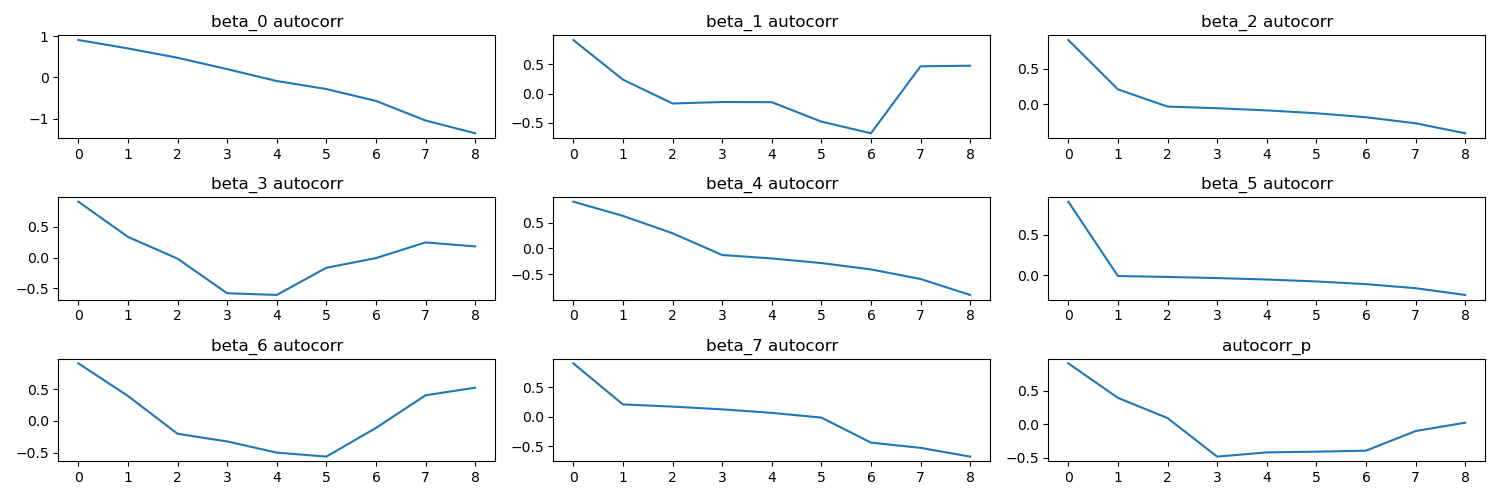 beta_0 autocorr
beta_1 autocorr
beta_2 autocorr
1
0
−1
0 1 2 3 4 5 6 7 8
0.5
0.0
−0.5
0 1 2 3 4 5 6 7 8
0.5
0.0
0 1 2 3 4 5 6 7 8
beta_3 autocorr
beta_4 autocorr
beta_5 autocorr
0.5
0.0
−0.5
0 1 2 3 4 5 6 7 8
0.5
0.0
−0.5
0 1 2 3 4 5 6 7 8
0.5
0.0
0 1 2 3 4 5 6 7 8
beta_6 autocorr
beta_7 autocorr
autocorr_p
0.5
0.0
−0.5
0 1 2 3 4 5 6 7 8
0.5
0.0
−0.5
0 1 2 3 4 5 6 7 8
0.5
0.0
−0.5
0 1 2 3 4 5 6 7 8